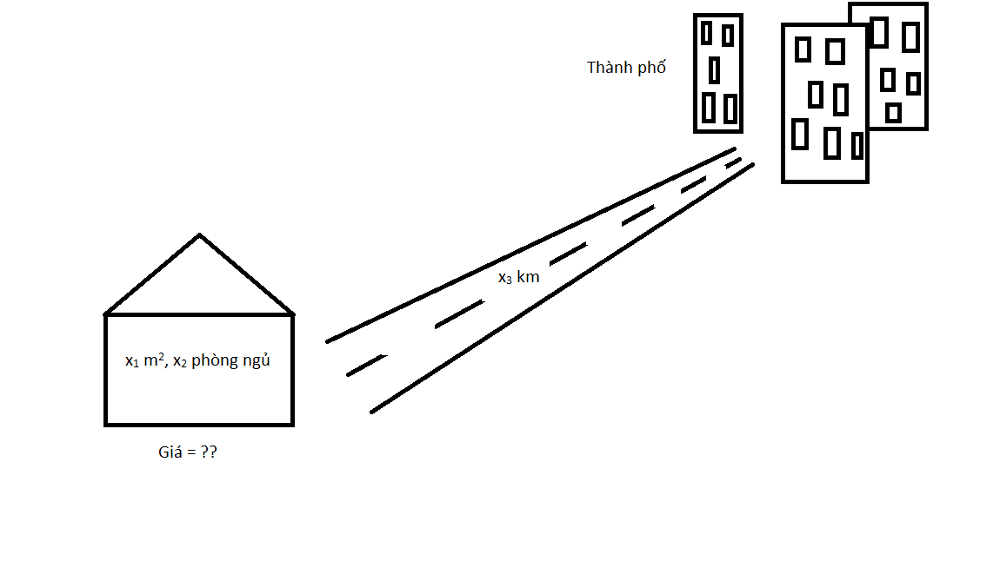 Thành phố
x₃ km
x₁ m², x₂ phòng ngủ
Giá = ??